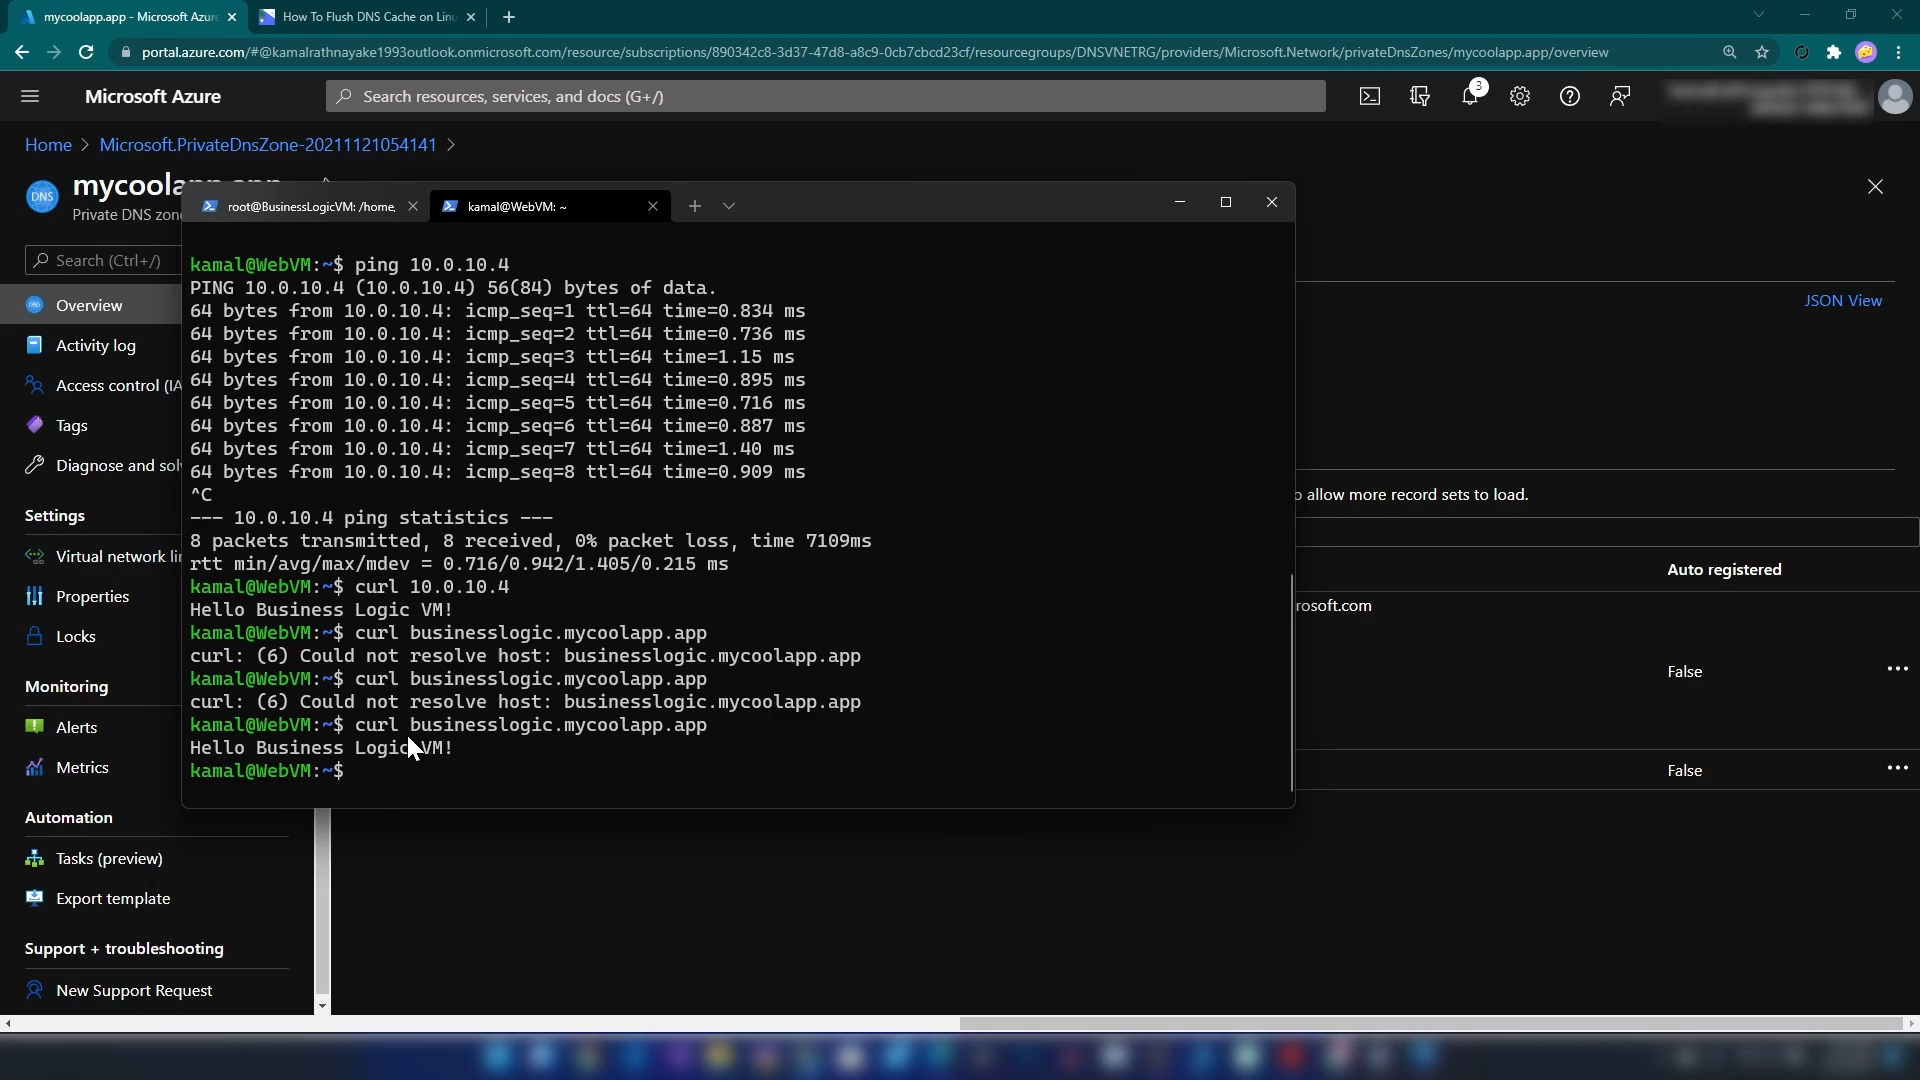 mycoolapp.app - Microsoft Azure
How To Flush DNS Cache on Linu
portal.azure.com/#@kamalrathnayake1993outlook.onmicrosoft.com/resource/subscriptions/890342c8-3d37-47d8-a8c9-0cb7cbcd23cf/resourcegroups/DNSVNETRG/providers/Microsoft.Network/privateDnsZones/mycoolapp.app/overview
Microsoft Azure
Search resources, services, and docs (G+/)
3
Home > Microsoft.PrivateDnsZone-20211121054141 >
DNS
mycoolapp.app
Private DNS zon
root@BusinessLogicVM: /home,
kamal@WebVM: ~
Search (Ctrl+/)
Overview
Activity log
Access control (IA
Tags
Diagnose and sol
Settings
Virtual network lin
Properties
Locks
Monitoring
Alerts
Metrics
Automation
Tasks (preview)
Export template
Support + troubleshooting
New Support Request
kamal@WebVM:~$ ping 10.0.10.4
PING 10.0.10.4 (10.0.10.4) 56(84) bytes of data.
64 bytes from 10.0.10.4: icmp_seq=1 ttl=64 time=0.834 ms
64 bytes from 10.0.10.4: icmp_seq=2 ttl=64 time=0.736 ms
64 bytes from 10.0.10.4: icmp_seq=3 ttl=64 time=1.15 ms
64 bytes from 10.0.10.4: icmp_seq=4 ttl=64 time=0.895 ms
64 bytes from 10.0.10.4: icmp_seq=5 ttl=64 time=0.716 ms
64 bytes from 10.0.10.4: icmp_seq=6 ttl=64 time=0.887 ms
64 bytes from 10.0.10.4: icmp_seq=7 ttl=64 time=1.40 ms
64 bytes from 10.0.10.4: icmp_seq=8 ttl=64 time=0.909 ms
^C
--- 10.0.10.4 ping statistics ---
8 packets transmitted, 8 received, 0% packet loss, time 7109ms
rtt min/avg/max/mdev = 0.716/0.942/1.405/0.215 ms
kamal@WebVM:~$ curl 10.0.10.4
Hello Business Logic VM!
kamal@WebVM:~$ curl businesslogic.mycoolapp.app
curl: (6) Could not resolve host: businesslogic.mycoolapp.app
kamal@WebVM:~$ curl businesslogic.mycoolapp.app
curl: (6) Could not resolve host: businesslogic.mycoolapp.app
kamal@WebVM:~$ curl businesslogic.mycoolapp.app
Hello Business Logic VM!
kamal@WebVM:~$
JSON View
o allow more record sets to load.
Auto registered
rosoft.com
False
False